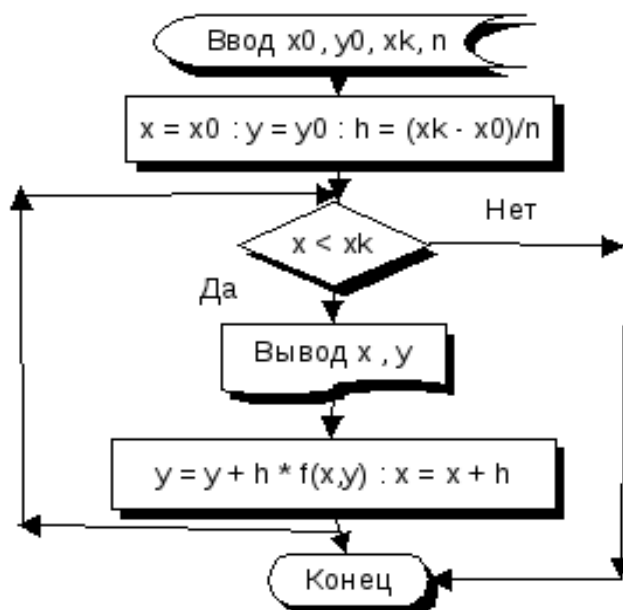 Ввод x0, y0, xk, n
x = x0 : y = y0 : h = (xk - x0)/n
Нет
x < xk
Да
Вывод x , y
y = y + h * f(x,y) : x = x + h
Конец